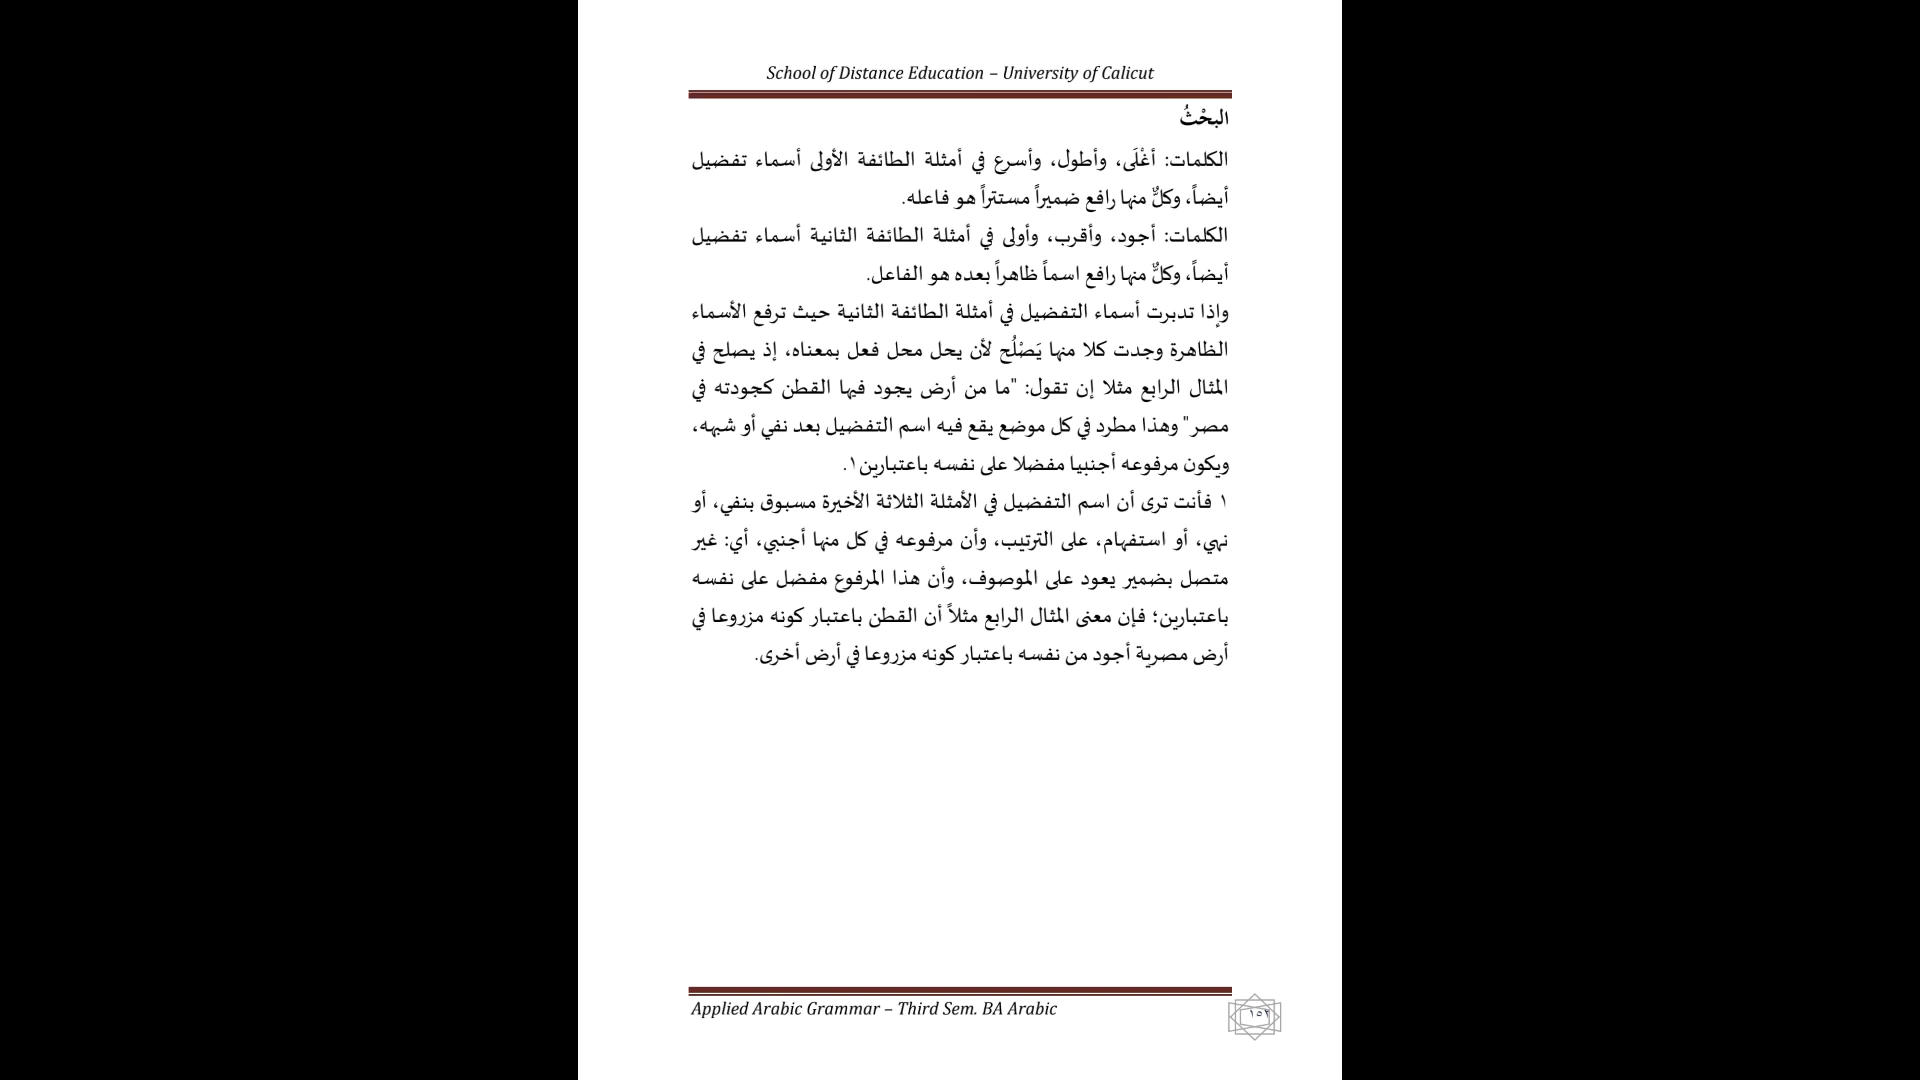 School of Distance Education – University of Calicut
البحْثُ
الكلمات: أغْلَى، وأطول، وأسرع في أمثلة الطائفة الأولى أسماء تفضيل
أيضاً، وكلٌّ منها رافع ضميراً مستتراً هو فاعله.
الكلمات: أجود، وأقرب، وأولى في أمثلة الطائفة الثانية أسماء تفضيل
أيضاً، وكلٌّ منها رافع اسماً ظاهراً بعده هو الفاعل.
وإذا تدبرت أسماء التفضيل في أمثلة الطائفة الثانية حيث ترفع الأسماء
الظاهرة وجدت كلا منها يَصْلُح لأن يحل محل فعل بمعناه، إذ يصلح في
المثال الرابع مثلا إن تقول: "ما من أرض يجود فيها القطن كجودته في
مصر" وهذا مطرد في كل موضع يقع فيه اسم التفضيل بعد نفي أو شبهه،
ويكون مرفوعه أجنبيا مفضلا على نفسه باعتبارين١.
١ فأنت ترى أن اسم التفضيل في الأمثلة الثلاثة الأخيرة مسبوق بنفي، أو
نهي، أو استفهام، على الترتيب، وأن مرفوعه في كل منها أجنبي، أي: غير
متصل بضمير يعود على الموصوف، وأن هذا المرفوع مفضل على نفسه
باعتبارين؛ فإن معنى المثال الرابع مثلاً أن القطن باعتبار كونه مزروعا في
أرض مصرية أجود من نفسه باعتبار كونه مزروعا في أرض أخرى.
Applied Arabic Grammar – Third Sem. BA Arabic